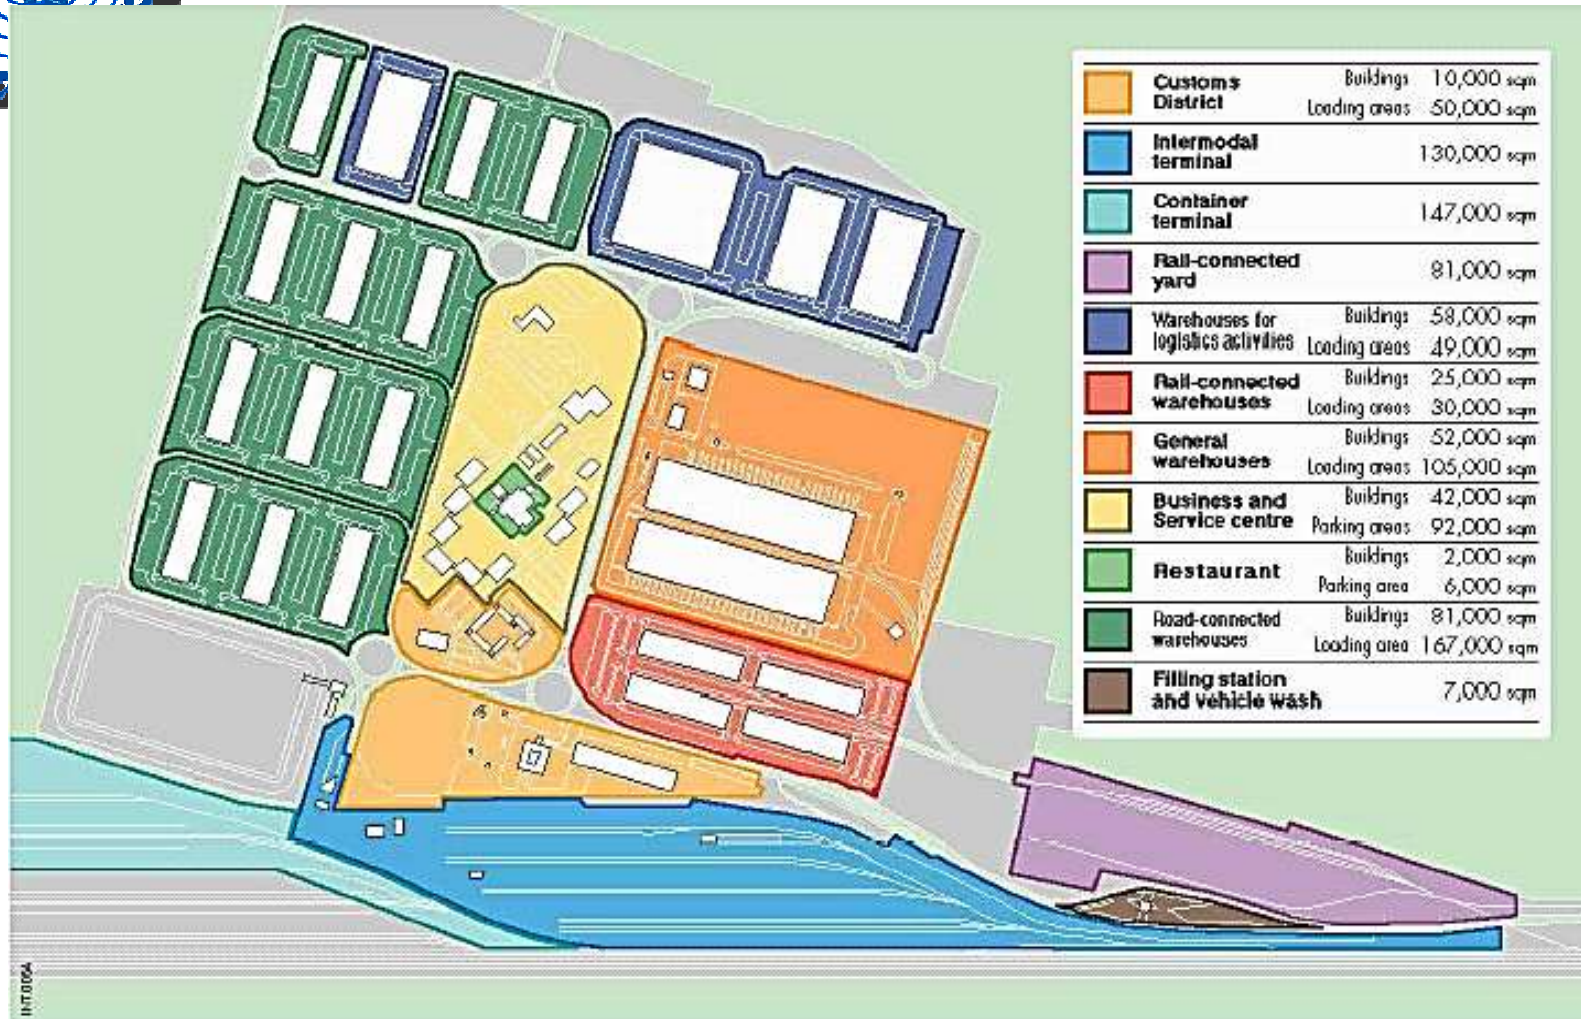 Customs
District
Buildings 10,000 sqm
Loading areas 50,000 sqm
Intermodal
terminal
130,000 sqm
Container
terminal
147,000 sqm
Rail-connected
yard
81,000 sqm
Warehouses for
logistics activities
Buildings 58,000 sqm
Loading areas 49,000 sqm
Rail-connected
warehouses
Buildings 25,000 sqm
Loading areas 30,000 sqm
General
warehouses
Buildings 52,000 sqm
Loading areas 105,000 sqm
Business and
Service centre
Buildings 42,000 sqm
Parking areas 92,000 sqm
Restaurant
Buildings 2,000 sqm
Parking area 6,000 sqm
Road-connected
warehouses
Buildings 81,000 sqm
Loading area 167,000 sqm
Filling station
and vehicle wash
7,000 sqm